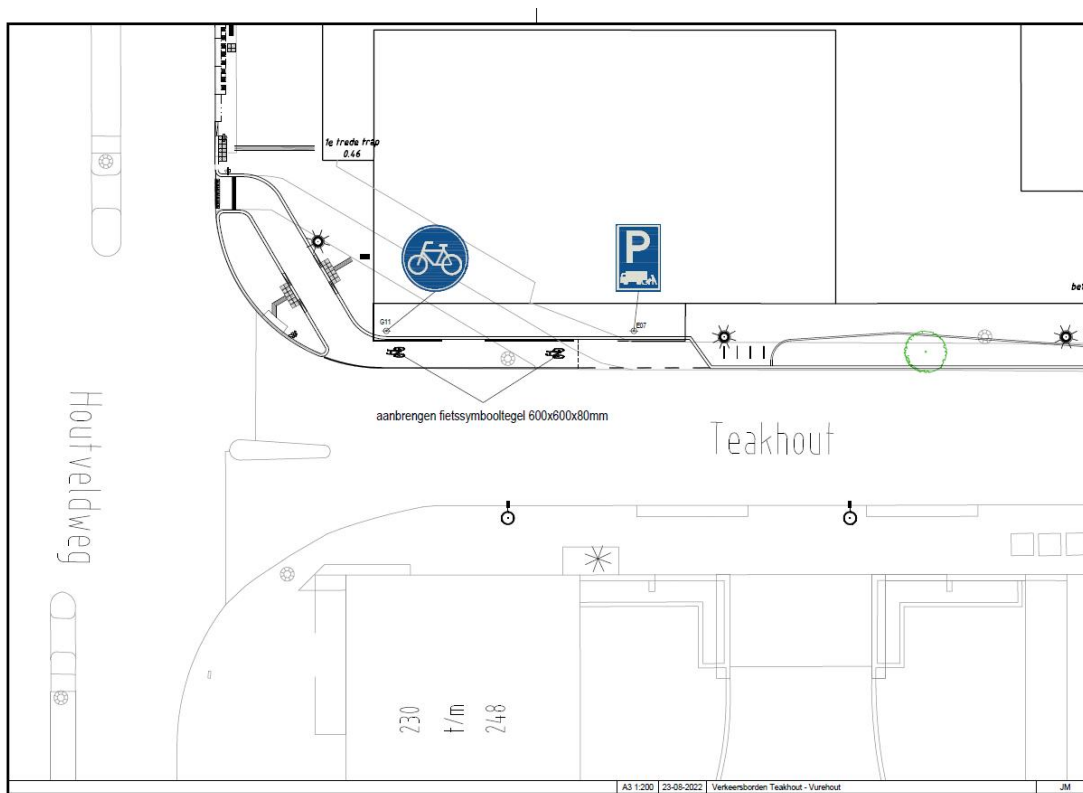 1e trede trap
0.46
P
G11
E07
aanbrengen fietssymbooltegel 600x600x80mm
Teakhout
Houtveldweg
230
t/m
248
A3 1:200 23-08-2022 Verkeersborden Teakhout - Vurehout JM